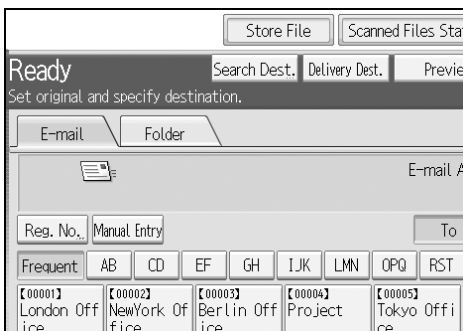 Store File Scanned Files Sta
Ready Search Dest. Delivery Dest. Previe
Set original and specify destination.
E-mail Folder
E-mail A
Reg. No. Manual Entry To
Frequent AB CD EF GH IJK LMN OPQ RST
【00001】 【00002】 【00003】 【00004】 【00005】
London Off NewYork Of Berlin Off Project Tokyo Offi
ice ffice ice ce